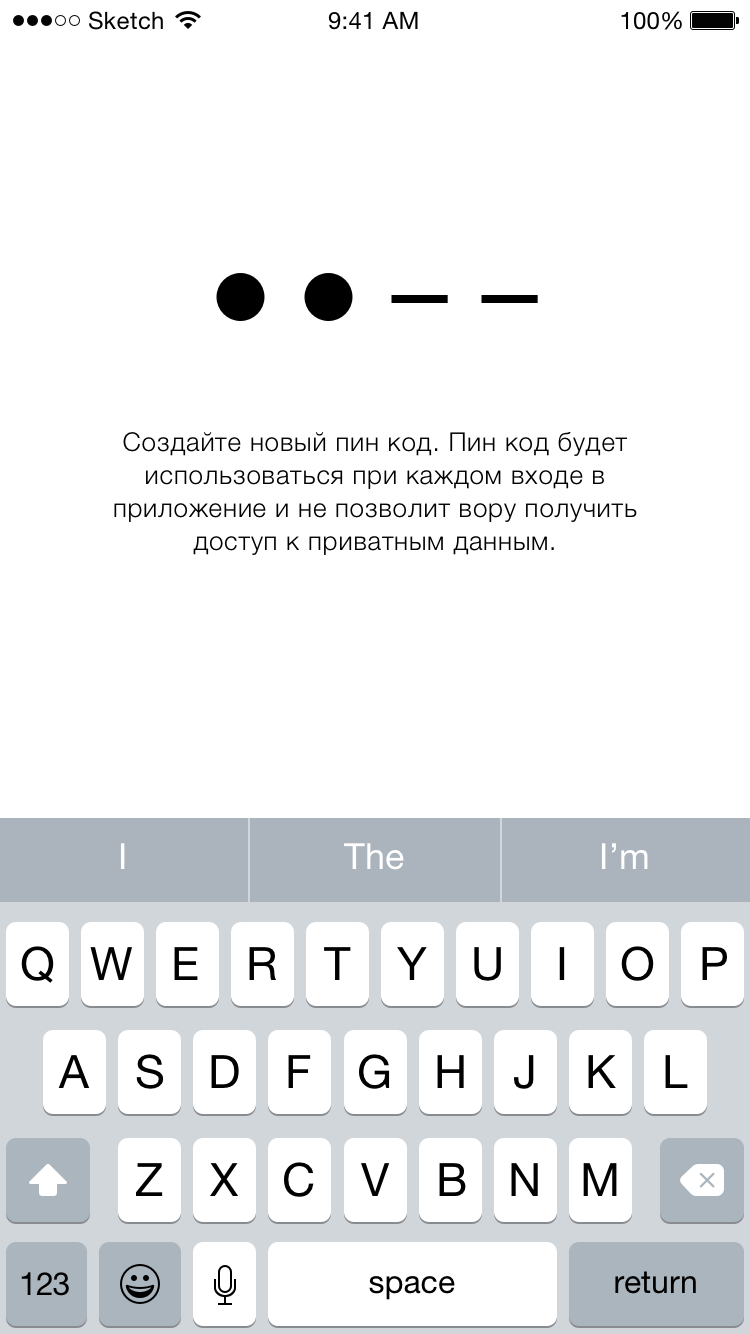 Sketch 9:41 AM 100%
Создайте новый пин код. Пин код будет
использоваться при каждом входе в
приложение и не позволит вору получить
доступ к приватным данным.
I The I’m
Q W E R T Y U I O P
A S D F G H J K L
Z X C V B N M
123 space return